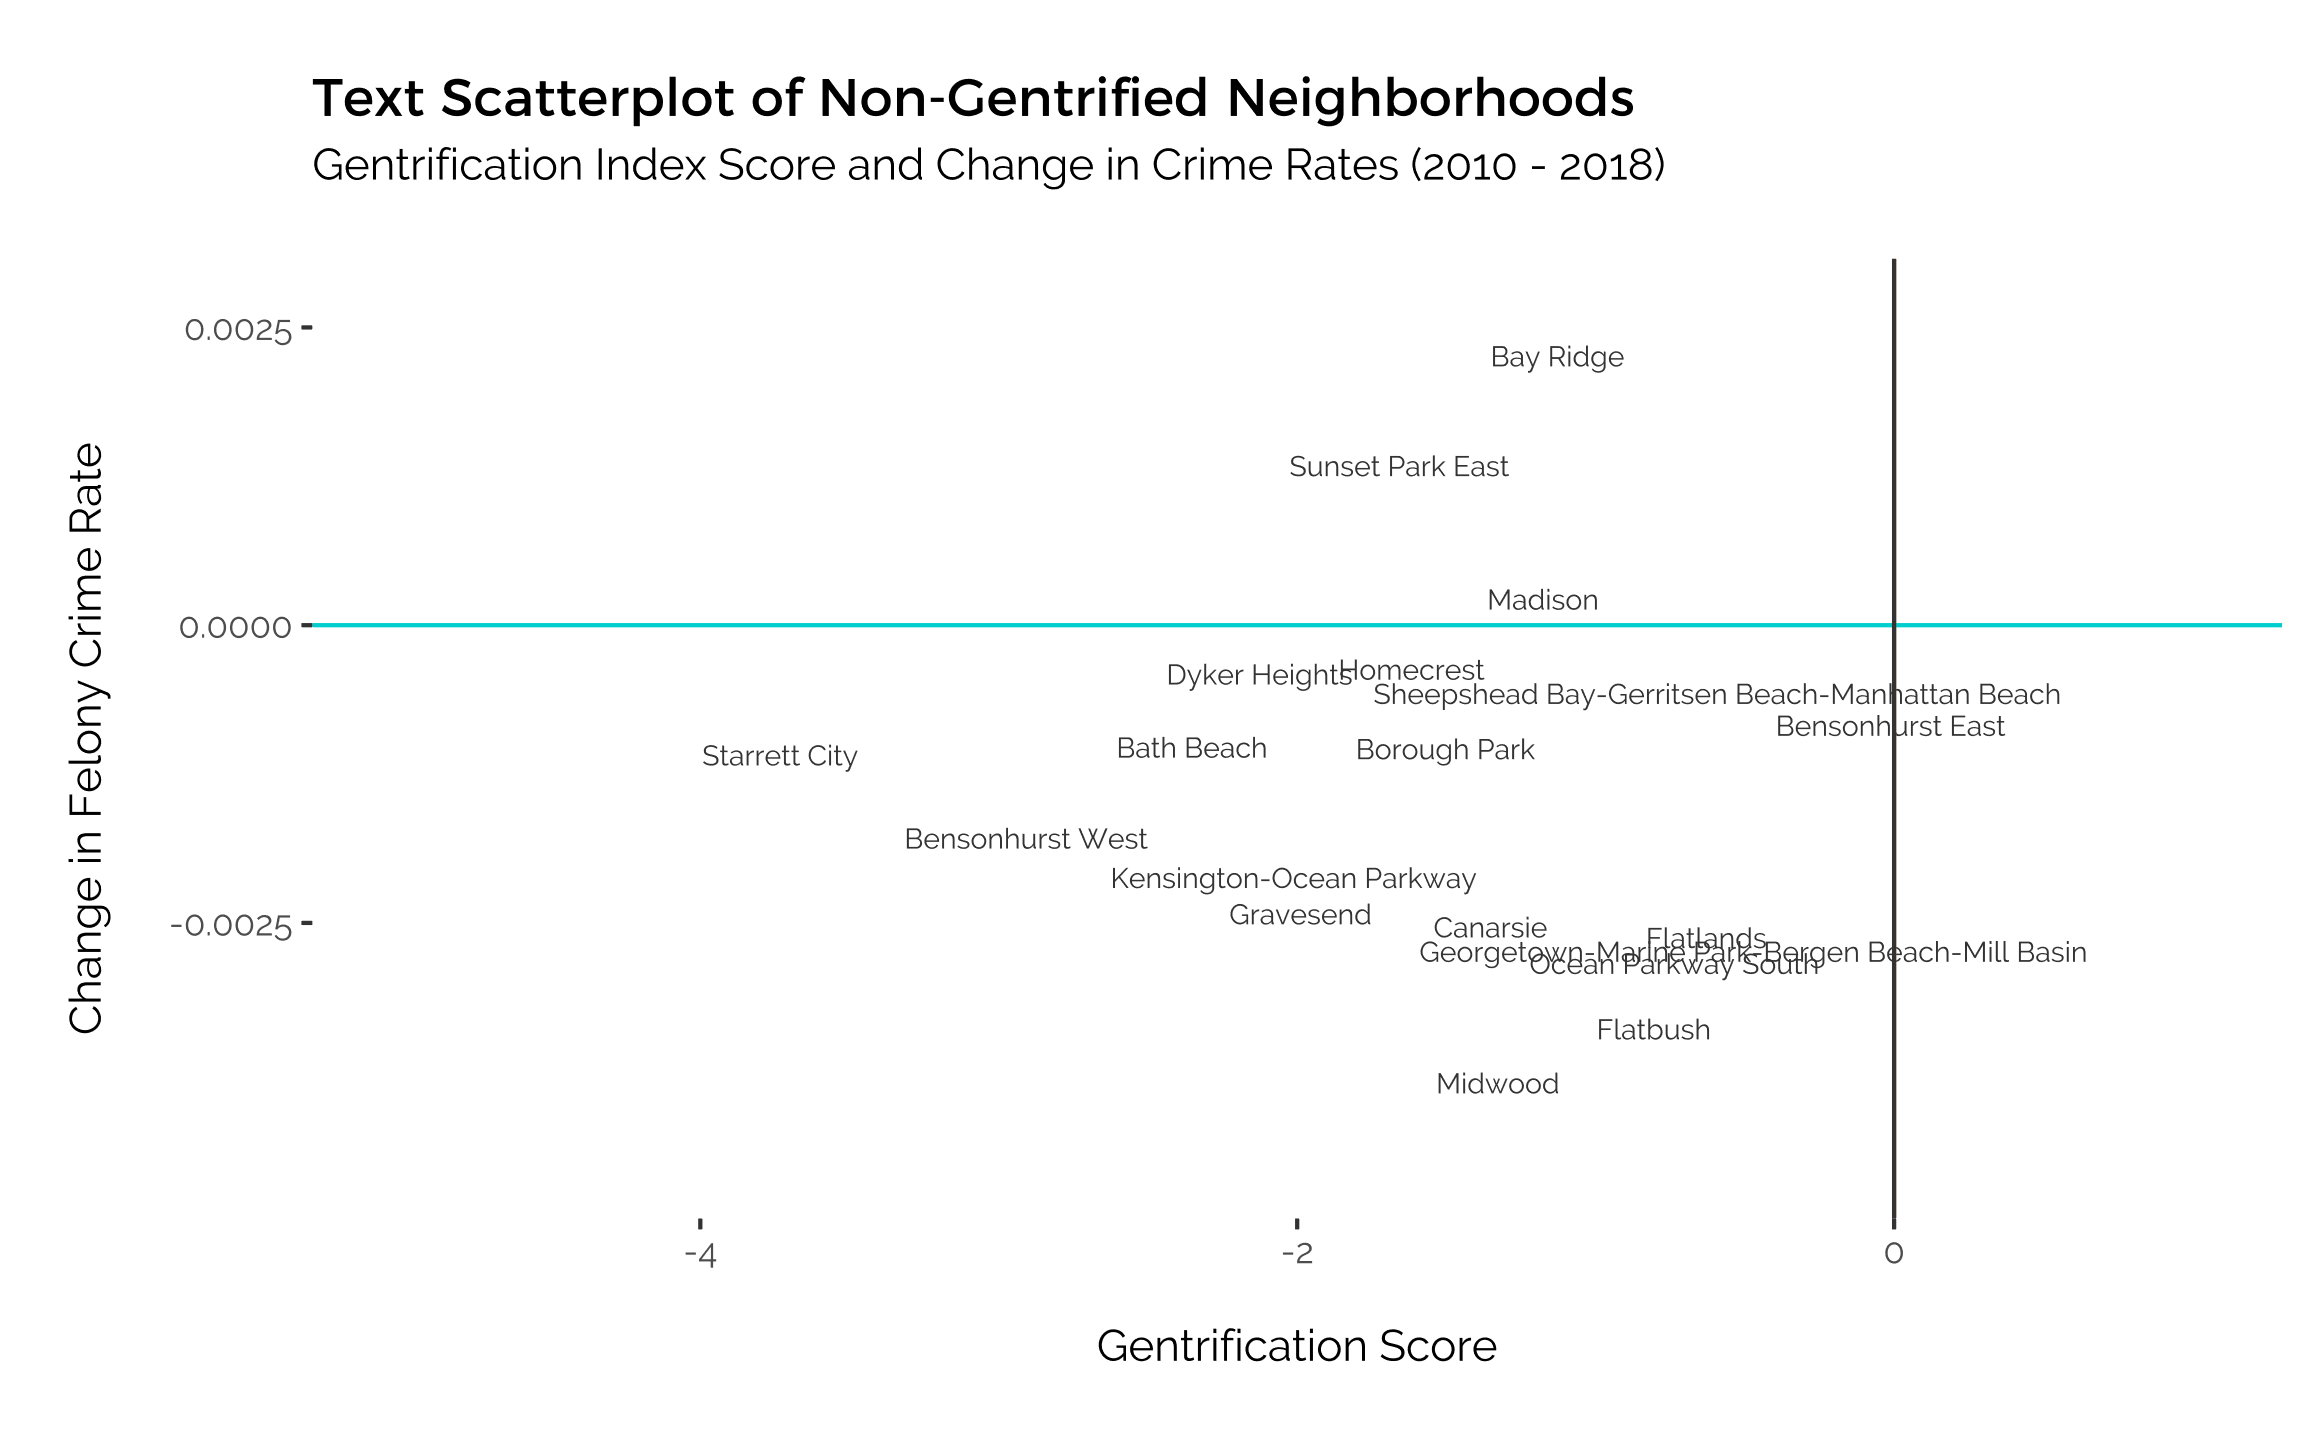 Text Scatterplot of Non-Gentrified Neighborhoods
Gentrification Index Score and Change in Crime Rates (2010 - 2018)
Change in Felony Crime Rate
0.0025
0.0000
-0.0025
Bay Ridge
Sunset Park East
Madison
Dyker Heights
Homecrest
Sheepshead Bay-Gerritsen Beach-Manhattan Beach
Bensonhurst East
Starrett City
Bath Beach
Borough Park
Bensonhurst West
Kensington-Ocean Parkway
Gravesend
Canarsie
Flatlands
Georgetown-Marine Park-Bergen Beach-Mill Basin
Ocean Parkway South
Flatbush
Midwood
-4
-2
0
Gentrification Score